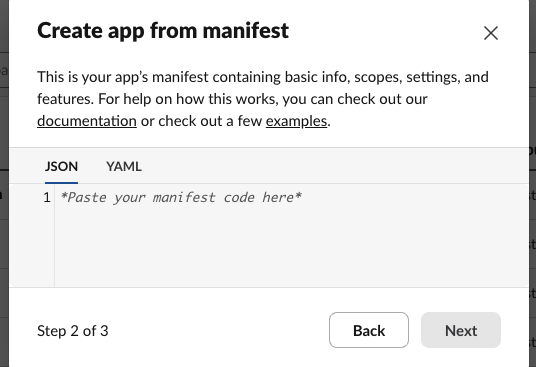 Create app from manifest
This is your app's manifest containing basic info, scopes, settings, and
features. For help on how this works, you can check out our
documentation or check out a few examples.
JSON YAML
1 *Paste your manifest code here*
Step 2 of 3
Back
Next